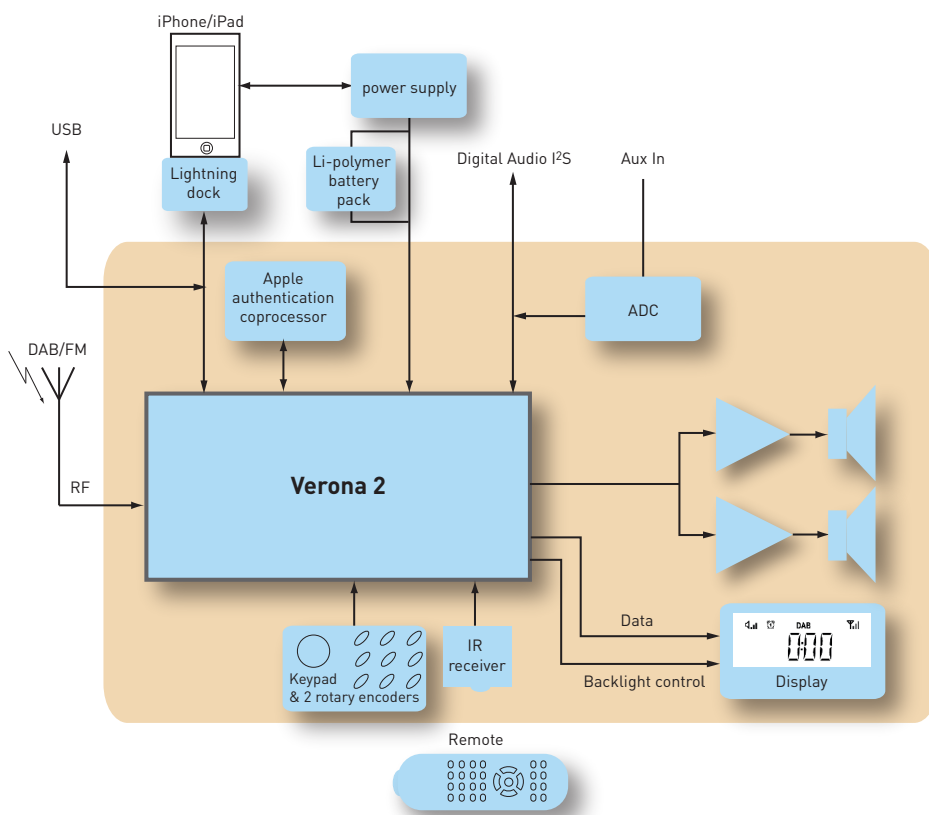 iPhone/iPad
power supply
USB
Lightning
dock
Li-polymer
battery
pack
Digital Audio I²S
Aux In
Apple
authentication
coprocessor
ADC
DAB/FM
RF
Verona 2
Keypad
& 2 rotary encoders
IR
receiver
Data
Backlight control
DAB
0:00
Display
Remote